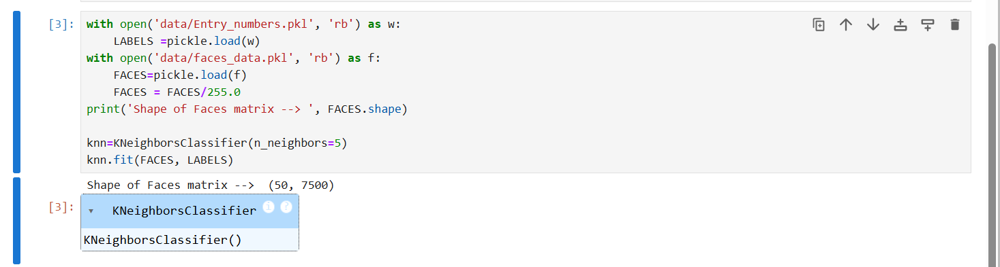 [3]: with open('data/Entry_numbers.pkl', 'rb') as w:
    LABELS =pickle.load(w)
with open('data/faces_data.pkl', 'rb') as f:
    FACES=pickle.load(f)
    FACES = FACES/255.0
print('Shape of Faces matrix --> ', FACES.shape)

knn=KNeighborsClassifier(n_neighbors=5)
knn.fit(FACES, LABELS)
Shape of Faces matrix -->  (50, 7500)
[3]: ▾ KNeighborsClassifier i ?
KNeighborsClassifier()